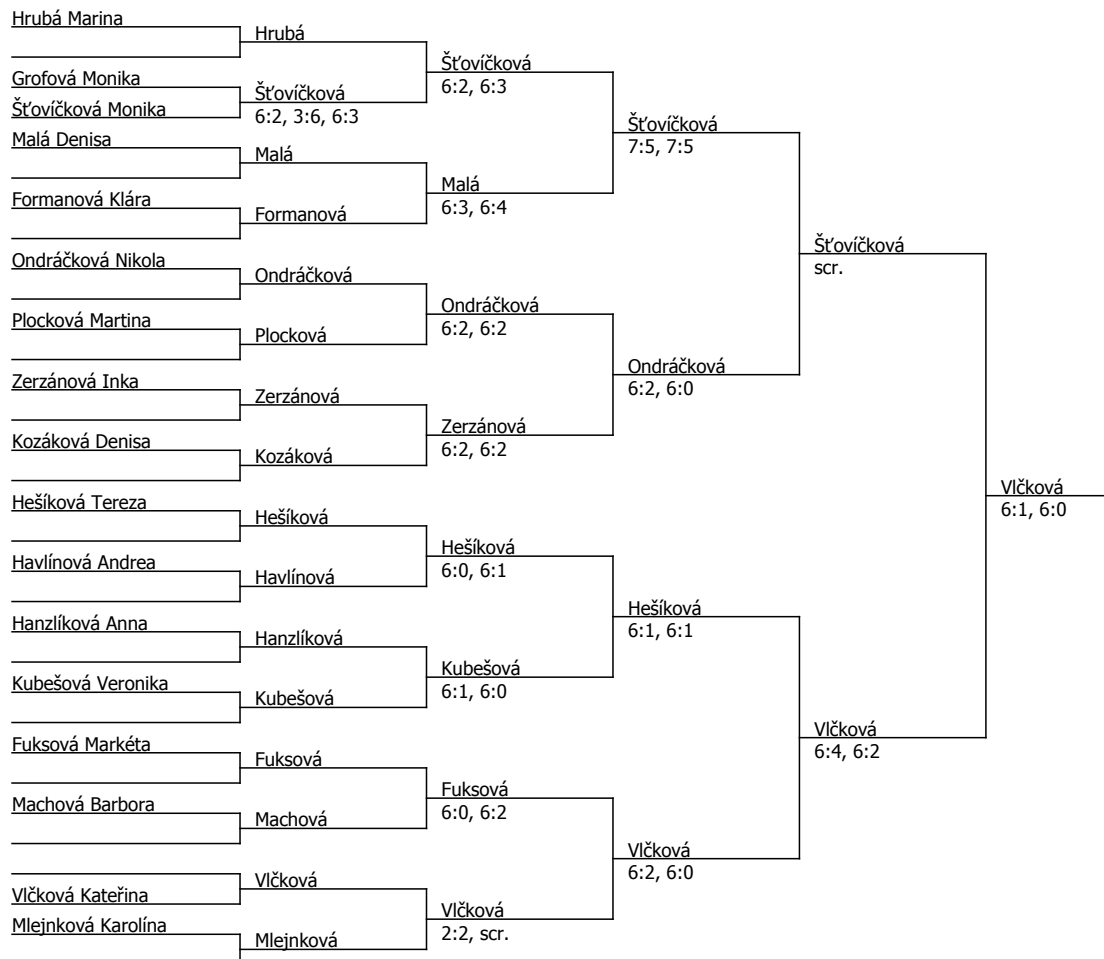 Hrubá Marina
Grofová Monika
Šťovíčková Monika
Malá Denisa
Formanová Klára
Ondráčková Nikola
Plocková Martina
Zerzánová Inka
Kozáková Denisa
Hešíková Tereza
Havlínová Andrea
Hanzlíková Anna
Kubešová Veronika
Fuksová Markéta
Machová Barbora
Vlčková Kateřina
Mlejnková Karolína
Hrubá
Šťovíčková
6:2, 3:6, 6:3
Malá
Formanová
Ondráčková
Plocková
Zerzánová
Kozáková
Hešíková
Havlínová
Hanzlíková
Kubešová
Fuksová
Machová
Vlčková
Mlejnková
Šťovíčková
6:2, 6:3
Malá
6:3, 6:4
Ondráčková
6:2, 6:2
Zerzánová
6:2, 6:2
Hešíková
6:0, 6:1
Kubešová
6:1, 6:0
Fuksová
6:0, 6:2
Vlčková
2:2, scr.
Šťovíčková
7:5, 7:5
Ondráčková
6:2, 6:0
Hešíková
6:1, 6:1
Vlčková
6:2, 6:0
Šťovíčková
scr.
Vlčková
6:4, 6:2
Vlčková
6:1, 6:0